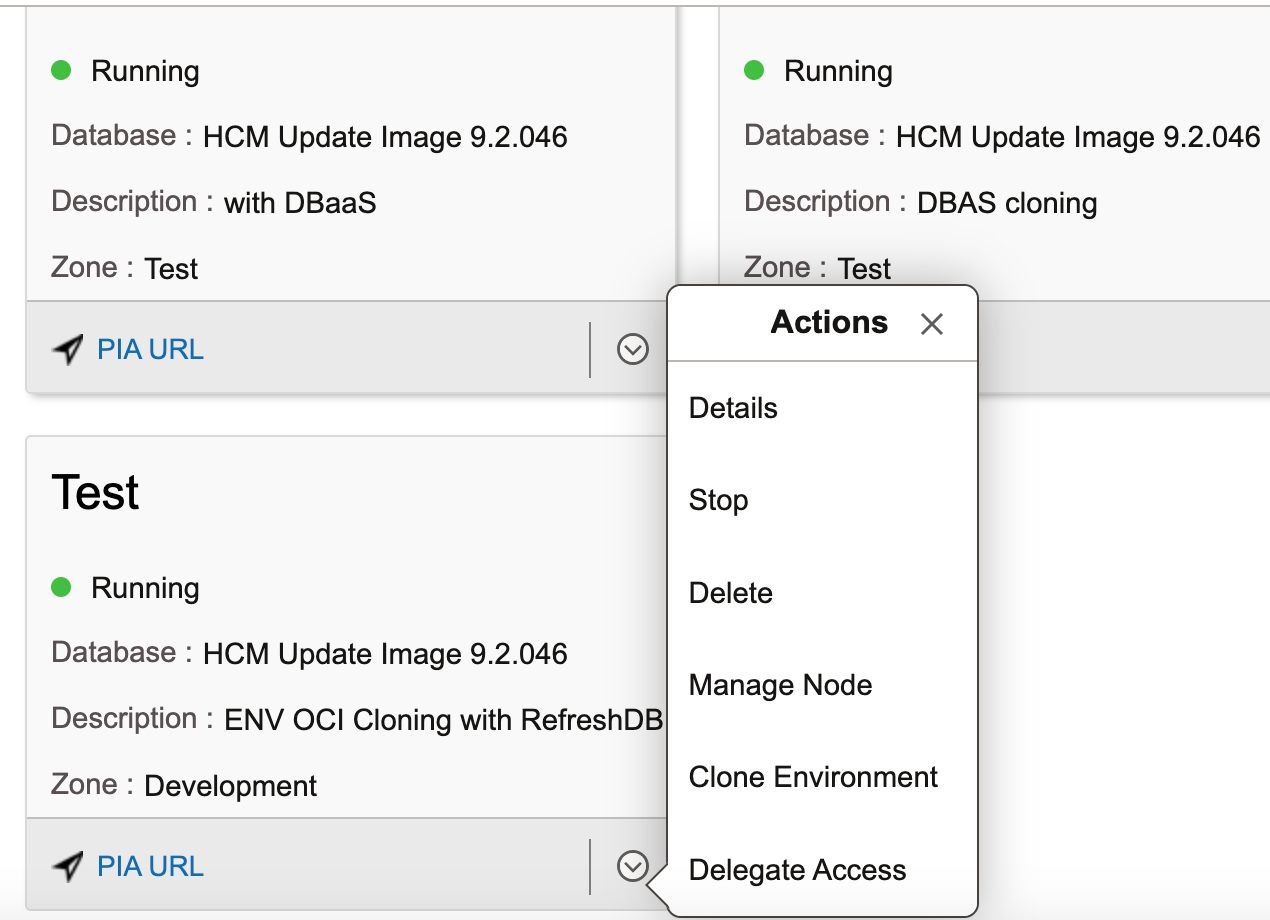 Running
Database : HCM Update Image 9.2.046
Description : with DBaaS
Zone : Test
PIA URL
Running
Database : HCM Update Image 9.2.046
Description : DBAS cloning
Zone : Test
Test
Running
Database : HCM Update Image 9.2.046
Description : ENV OCI Cloning with RefreshDB
Zone : Development
PIA URL
Actions
Details
Stop
Delete
Manage Node
Clone Environment
Delegate Access